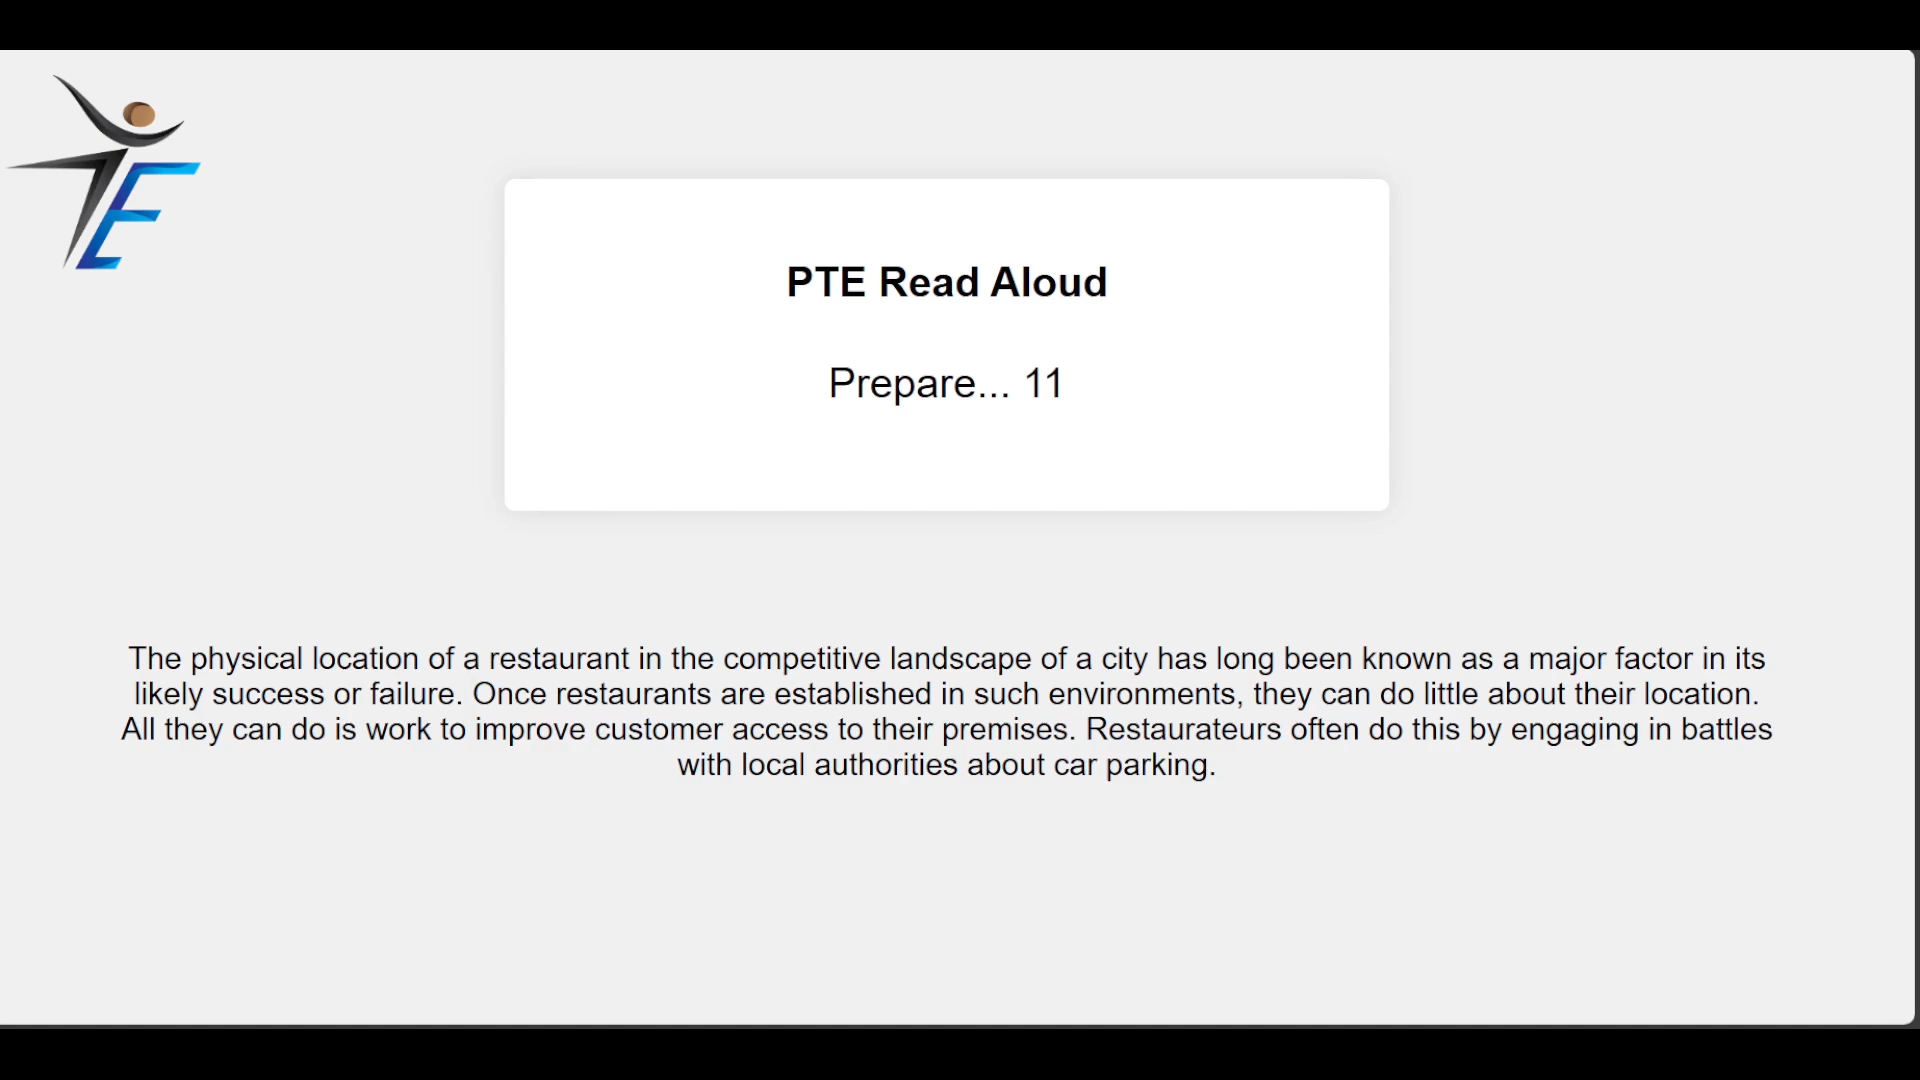 PTE Read Aloud
Prepare... 11
The physical location of a restaurant in the competitive landscape of a city has long been known as a major factor in its
likely success or failure. Once restaurants are established in such environments, they can do little about their location.
All they can do is work to improve customer access to their premises. Restaurateurs often do this by engaging in battles
with local authorities about car parking.